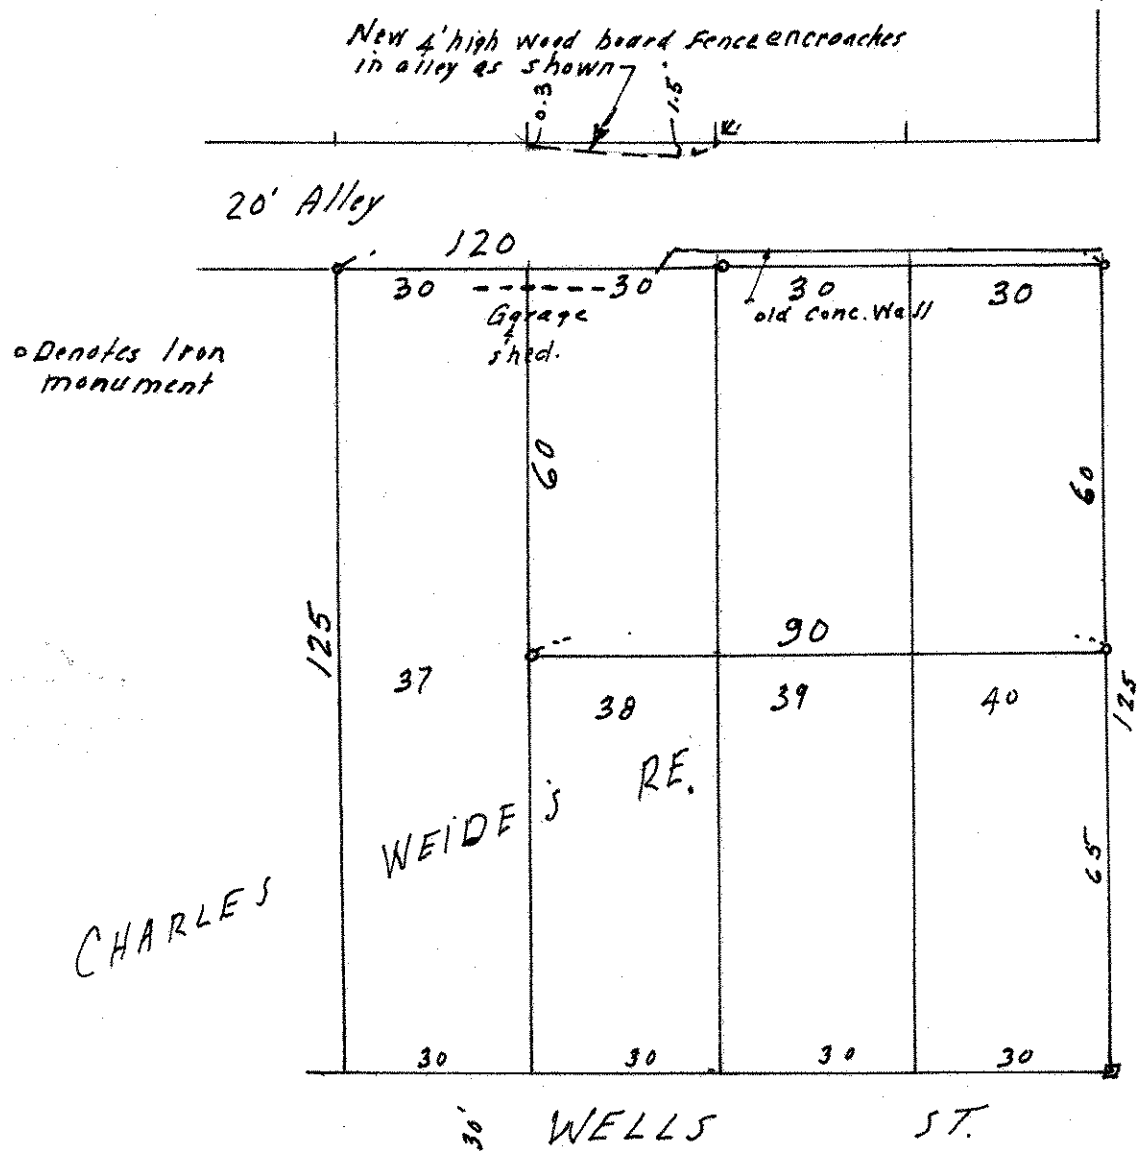 New 4' high wood board fence encroaches
in alley as shown
0.3
1.5
20' Alley
120
30
30
30
30
Garage
&
shed.
old conc. Wall
o Denotes Iron
monument
60
60
125
90
37
38
39
40
125
CHARLES WEIDE'S RE.
65
30
30
30
30
30'
WELLS ST.